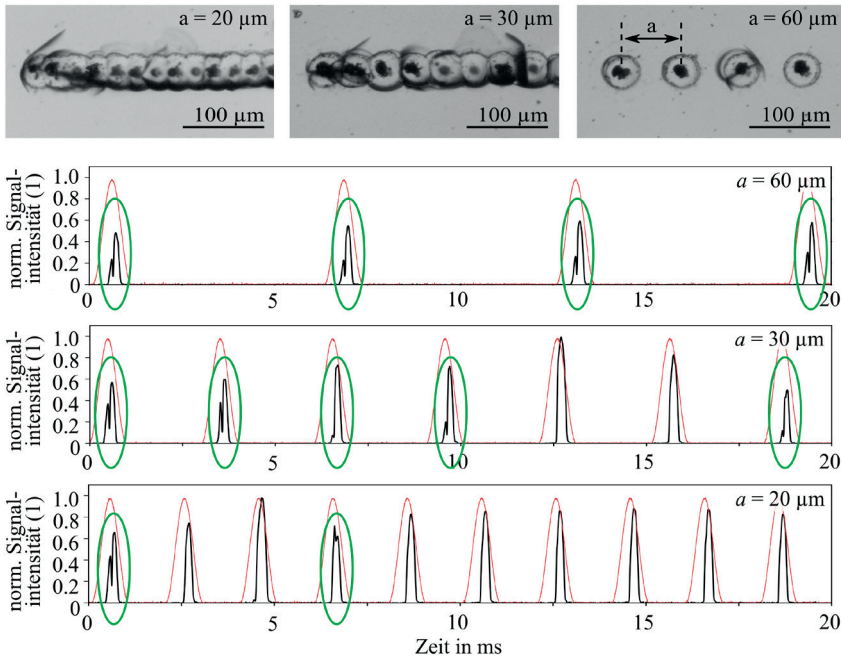 a = 20 µm
100 µm
a = 30 µm
100 µm
a = 60 µm
a
100 µm
norm. Signal-
intensität (1)
1.0
0.8
0.6
0.4
0.2
0
a = 60 µm
0 5 10 15 20
norm. Signal-
intensität (1)
1.0
0.8
0.6
0.4
0.2
0
a = 30 µm
0 5 10 15 20
norm. Signal-
intensität (1)
1.0
0.8
0.6
0.4
0.2
0
a = 20 µm
0 5 10 15 20
Zeit in ms